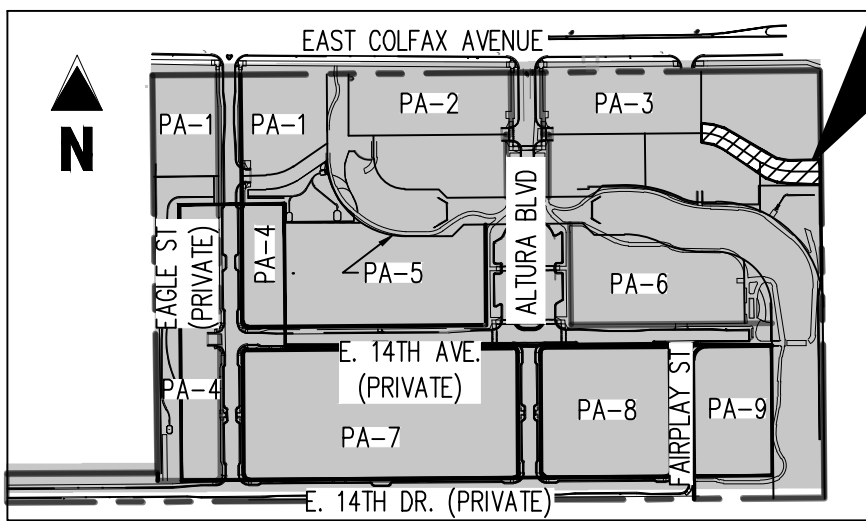 EAST COLFAX AVENUE
PA-1
PA-1
PA-2
PA-3
N
EAGLE ST
(PRIVATE)
PA-4
ALTURA BLVD
PA-5
PA-6
E. 14TH AVE.
(PRIVATE)
PA-4
PA-7
PA-8
FAIRPLAY ST
PA-9
E. 14TH DR. (PRIVATE)